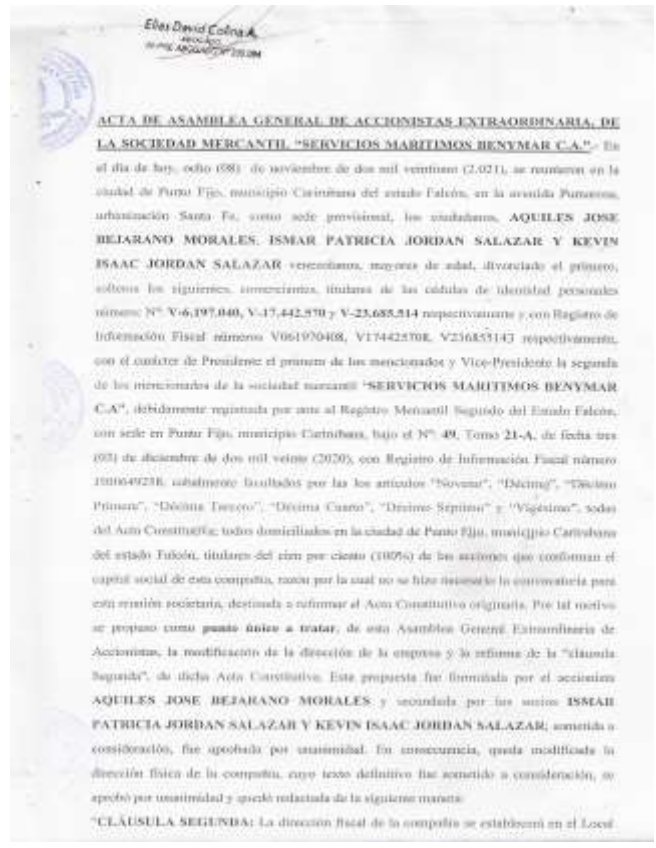 Elias David Colina A.
ABOGADO
ACTA DE ASAMBLEA GENERAL DE ACCIONISTAS EXTRAORDINARIA, DE
LA SOCIEDAD MERCANTIL "SERVICIOS MARITIMOS BENYMAR C.A".- En
el día de hoy, ocho (08) de noviembre de dos mil veintiuno (2.021), se reunieron en la
ciudad de Punto Fijo, municipio Carirubana del estado Falcón, en la avenida
urbanización Santa Fe, como sede provisional, los ciudadanos, AQUILES JOSE
BEJARANO MORALES, ISMAR PATRICIA JORDAN SALAZAR Y KEVIN
ISAAC JORDAN SALAZAR venezolanos, mayores de edad, divorciado el primero,
solteros los siguientes, comerciantes, titulares de las cédulas de identidad personales
número: Nº: V-6.197.040, V-17.442.570 y V-23.685.514 respectivamente y con Registro de
Información Fiscal números V061970408, V174425708, V236855143 respectivamente,
con el carácter de Presidente el primero de los mencionados y Vice-Presidente la segunda
de los mencionados de la sociedad mercantil "SERVICIOS MARITIMOS BENYMAR
C.A", debidamente registrada por ante al Registro Mercantil Segundo del Estado Falcón,
con sede en Punto Fijo, municipio Carirubana, bajo el Nº: 49, Tomo 21-A, de fecha tres
(03) de diciembre de dos mil veinte (2020), con Registro de Información Fiscal número
cabalmente facultados por las los artículos "Noveno", "Décimo", "Décimo
Primero", "Décima Tercero", "Décima Cuarto", "Décimo Séptimo" y "Vigésimo", todos
del Acta Constitutiva; todos domiciliados en la ciudad de Punto Fijo, municipio Carirubana
del estado Falcón, titulares del cien por ciento (100%) de las acciones que conforman el
capital social de esta compañía, razón por la cual no se hizo necesario la convocatoria para
esta reunión societaria, destinada a reformar el Acta Constitutiva originaria. Por tal motivo
se propuso como punto único a tratar, de esta Asamblea General Extraordinaria de
Accionistas, la modificación de la dirección de la empresa y la reforma de la "cláusula
Segunda", de dicha Acta Constitutiva. Esta propuesta fue formulada por el accionista
AQUILES JOSE BEJARANO MORALES y secundada por los socios ISMAR
PATRICIA JORDAN SALAZAR Y KEVIN ISAAC JORDAN SALAZAR; sometida a
consideración, fue aprobada por unanimidad. En consecuencia, queda modificada la
dirección física de la compañía, cuyo texto definitivo fue sometido a consideración, se
aprobó por unanimidad y quedó redactada de la siguiente manera:
"CLÁUSULA SEGUNDA: La dirección fiscal de la compañía se establecerá en el Local